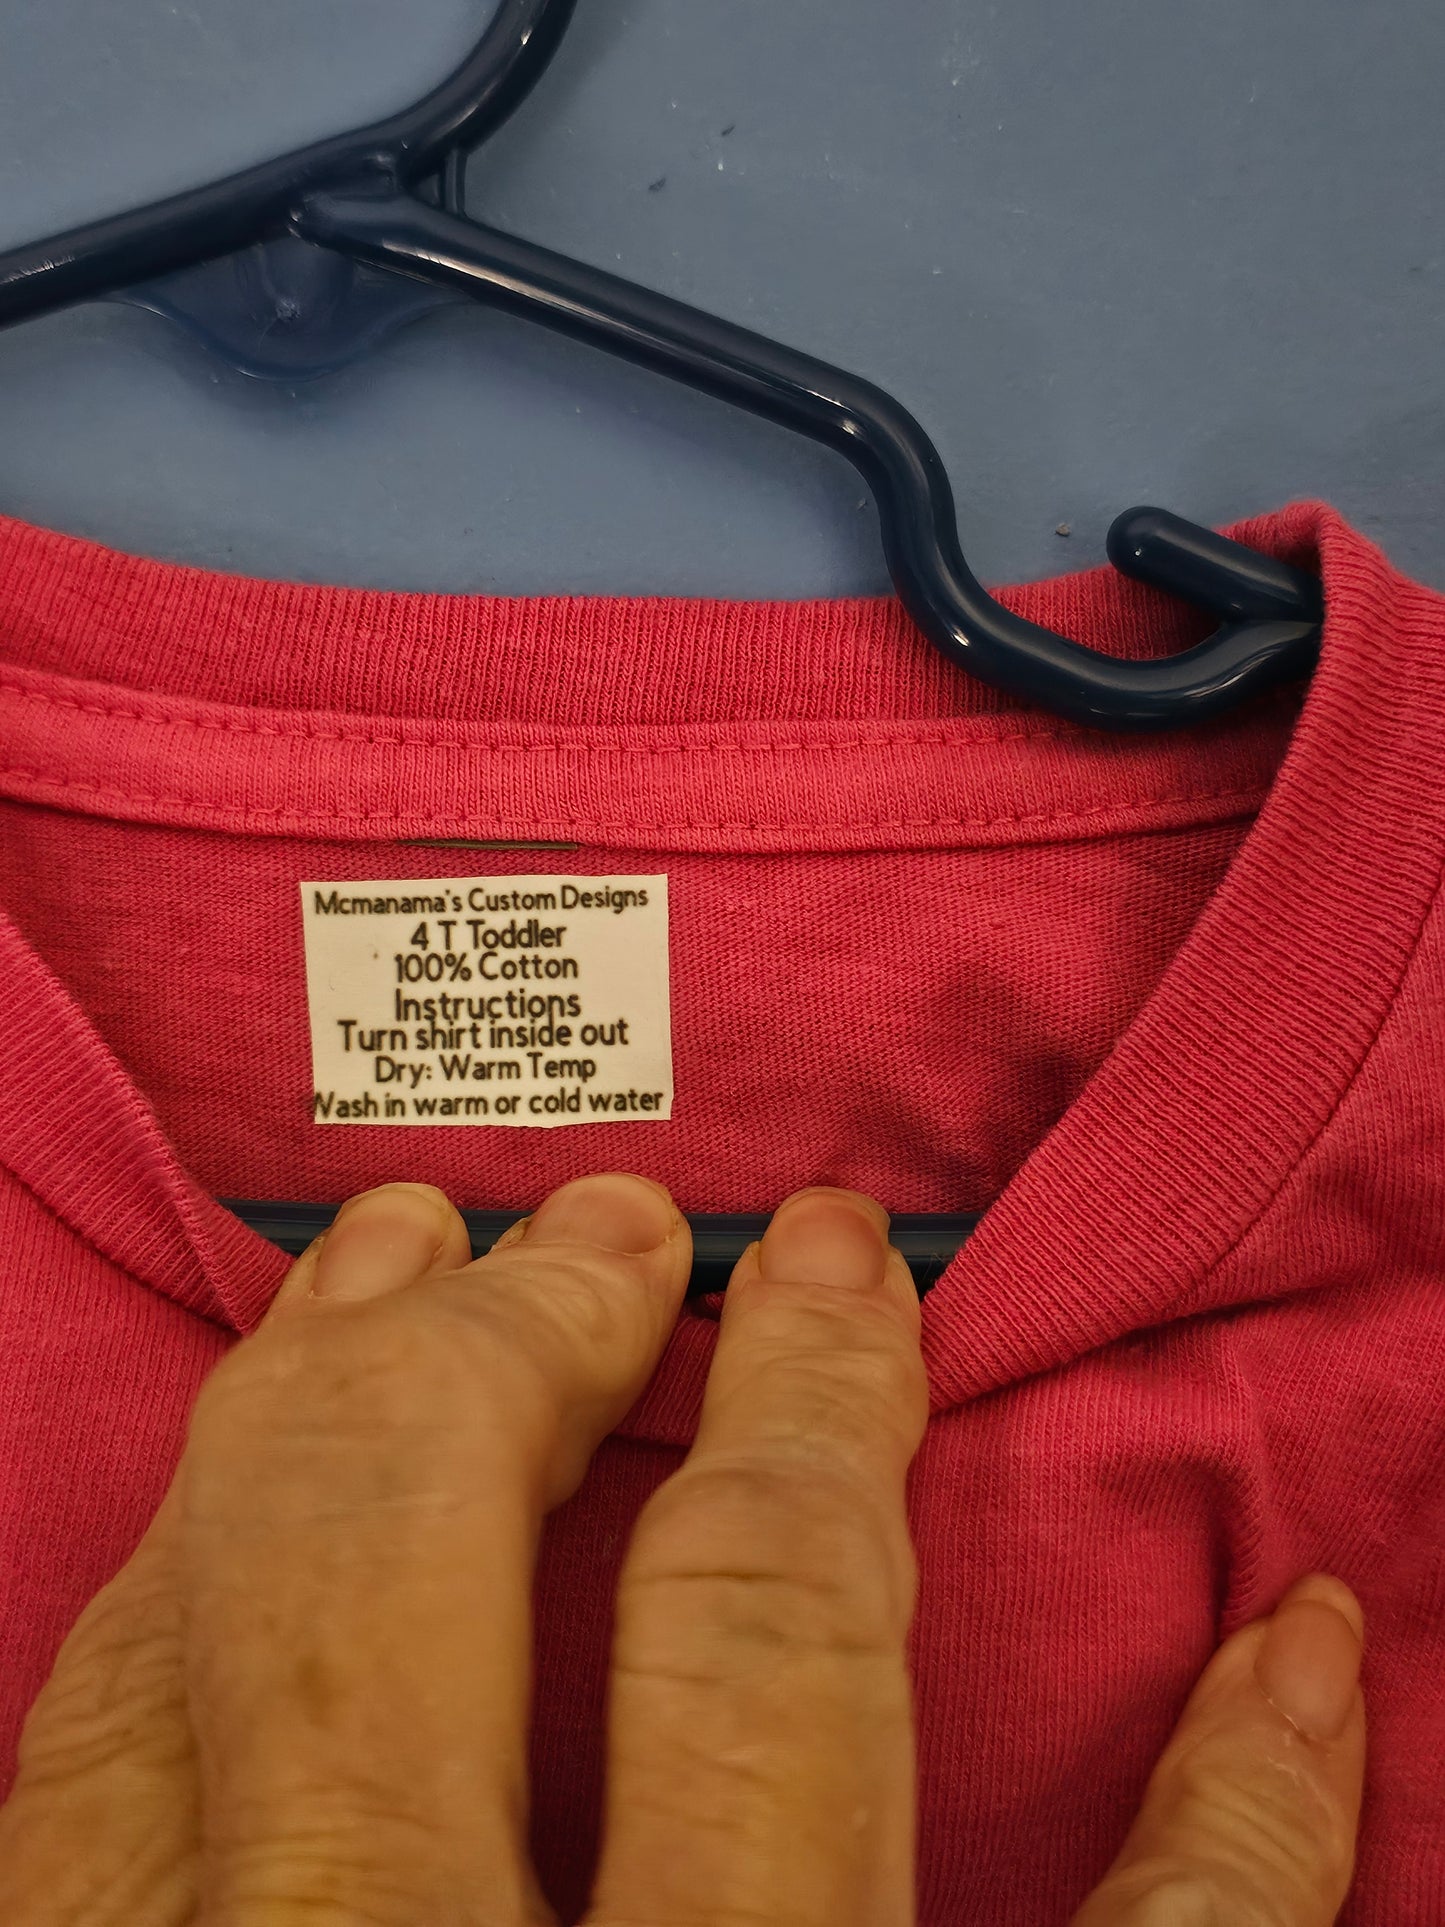 Mcmanama's Custom Designs
4 T Toddler
100% Cotton
Instructions
Turn shirt inside out
Dry: Warm Temp
Wash in warm or cold water